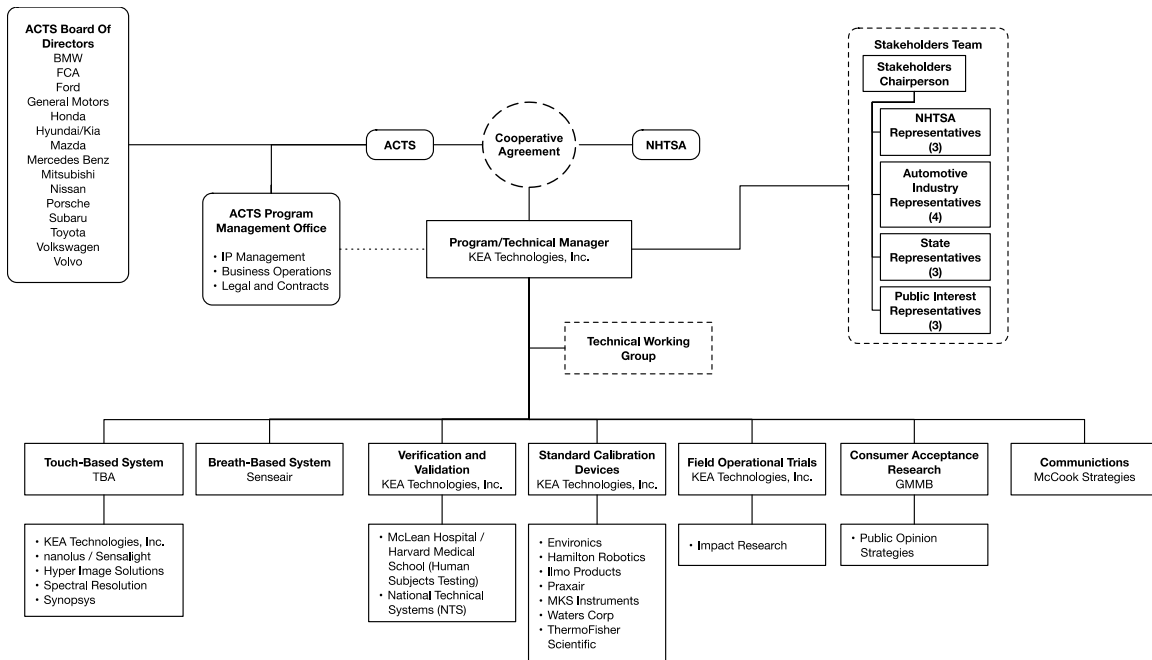 ACTS Board Of
Directors
BMW
FCA
Ford
General Motors
Honda
Hyundai/Kia
Mazda
Mercedes Benz
Mitsubishi
Nissan
Porsche
Subaru
Toyota
Volkswagen
Volvo
ACTS
Cooperative
Agreement
NHTSA
Stakeholders Team
Stakeholders
Chairperson
NHTSA
Representatives
(3)
Automotive
Industry
Representatives
(4)
State
Representatives
(3)
Public Interest
Representatives
(3)
ACTS Program
Management Office
• IP Management
• Business Operations
• Legal and Contracts
Program/Technical Manager
KEA Technologies, Inc.
Technical Working
Group
Touch-Based System
TBA
• KEA Technologies, Inc.
• nanolus / Sensalight
• Hyper Image Solutions
• Spectral Resolution
• Synopsys
Breath-Based System
Senseair
Verification and
Validation
KEA Technologies, Inc.
• McLean Hospital /
Harvard Medical
School (Human
Subjects Testing)
• National Technical
Systems (NTS)
Standard Calibration
Devices
KEA Technologies, Inc.
• Environics
• Hamilton Robotics
• Ilmo Products
• Praxair
• MKS Instruments
• Waters Corp
• ThermoFisher
Scientific
Field Operational Trials
KEA Technologies, Inc.
• Impact Research
Consumer Acceptance
Research
GMMB
• Public Opinion
Strategies
Communictions
McCook Strategies